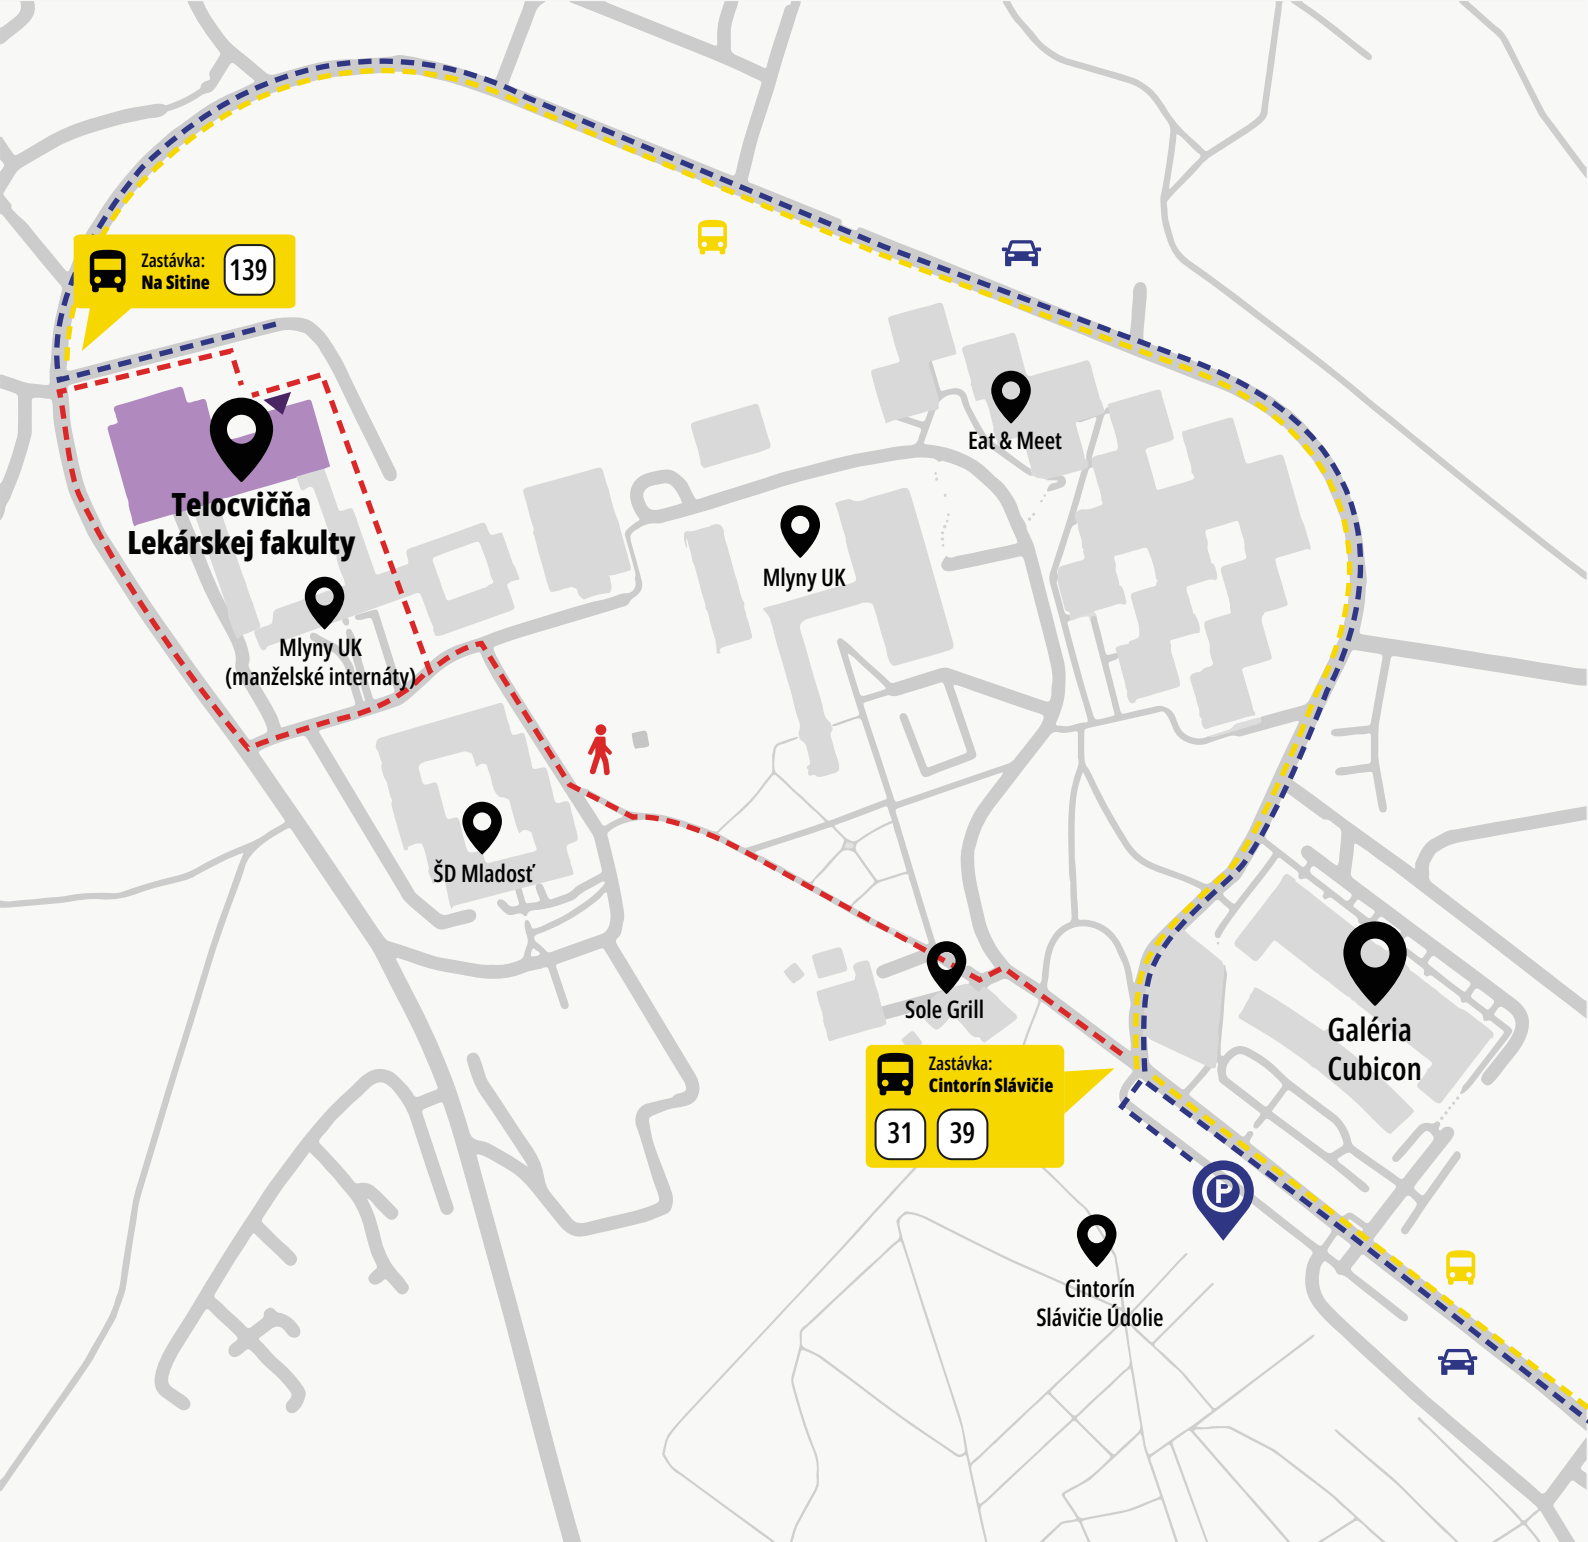 Zastávka:
Na Sitine
139
Eat & Meet
Telocvičňa
Lekárskej fakulty
Mlyny UK
Mlyny UK
(manželské internáty)
ŠD Mladosť
Sole Grill
Galéria
Cubicon
Zastávka:
Cintorín Slávičie
31 39
P
Cintorín
Slávičie Údolie